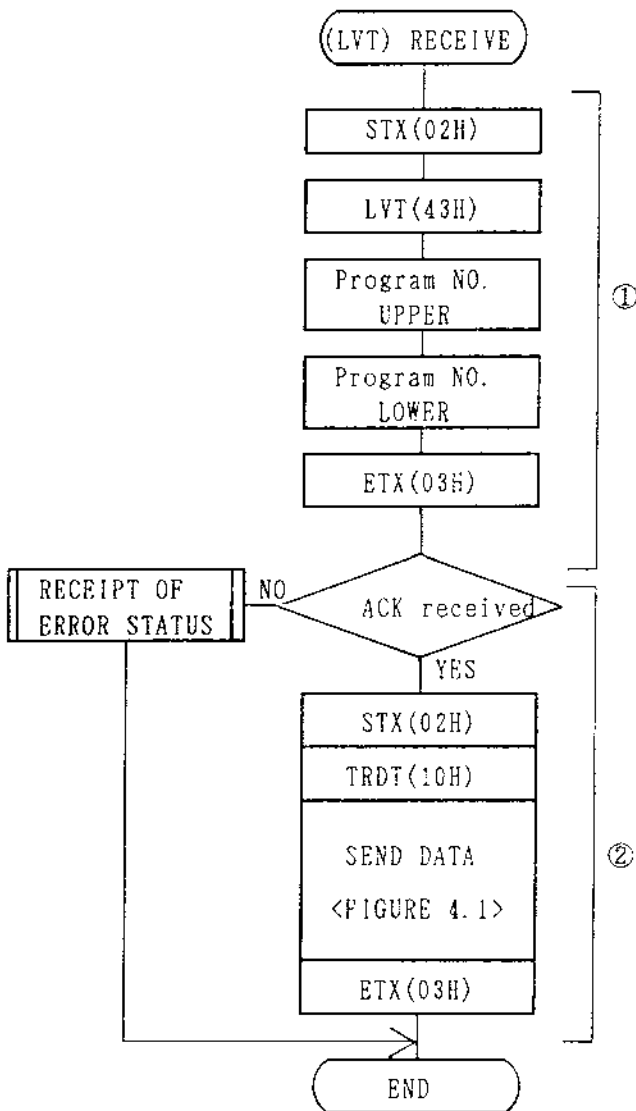 (LVT) RECEIVE
STX(02H)
LVT(43H)
Program NO.
UPPER
①
Program NO.
LOWER
ETX(03H)
RECEIPT OF
ERROR STATUS
NO
ACK received
YES
STX(02H)
TRDT(10H)
SEND DATA
②
<FIGURE 4.1>
ETX(03H)
END